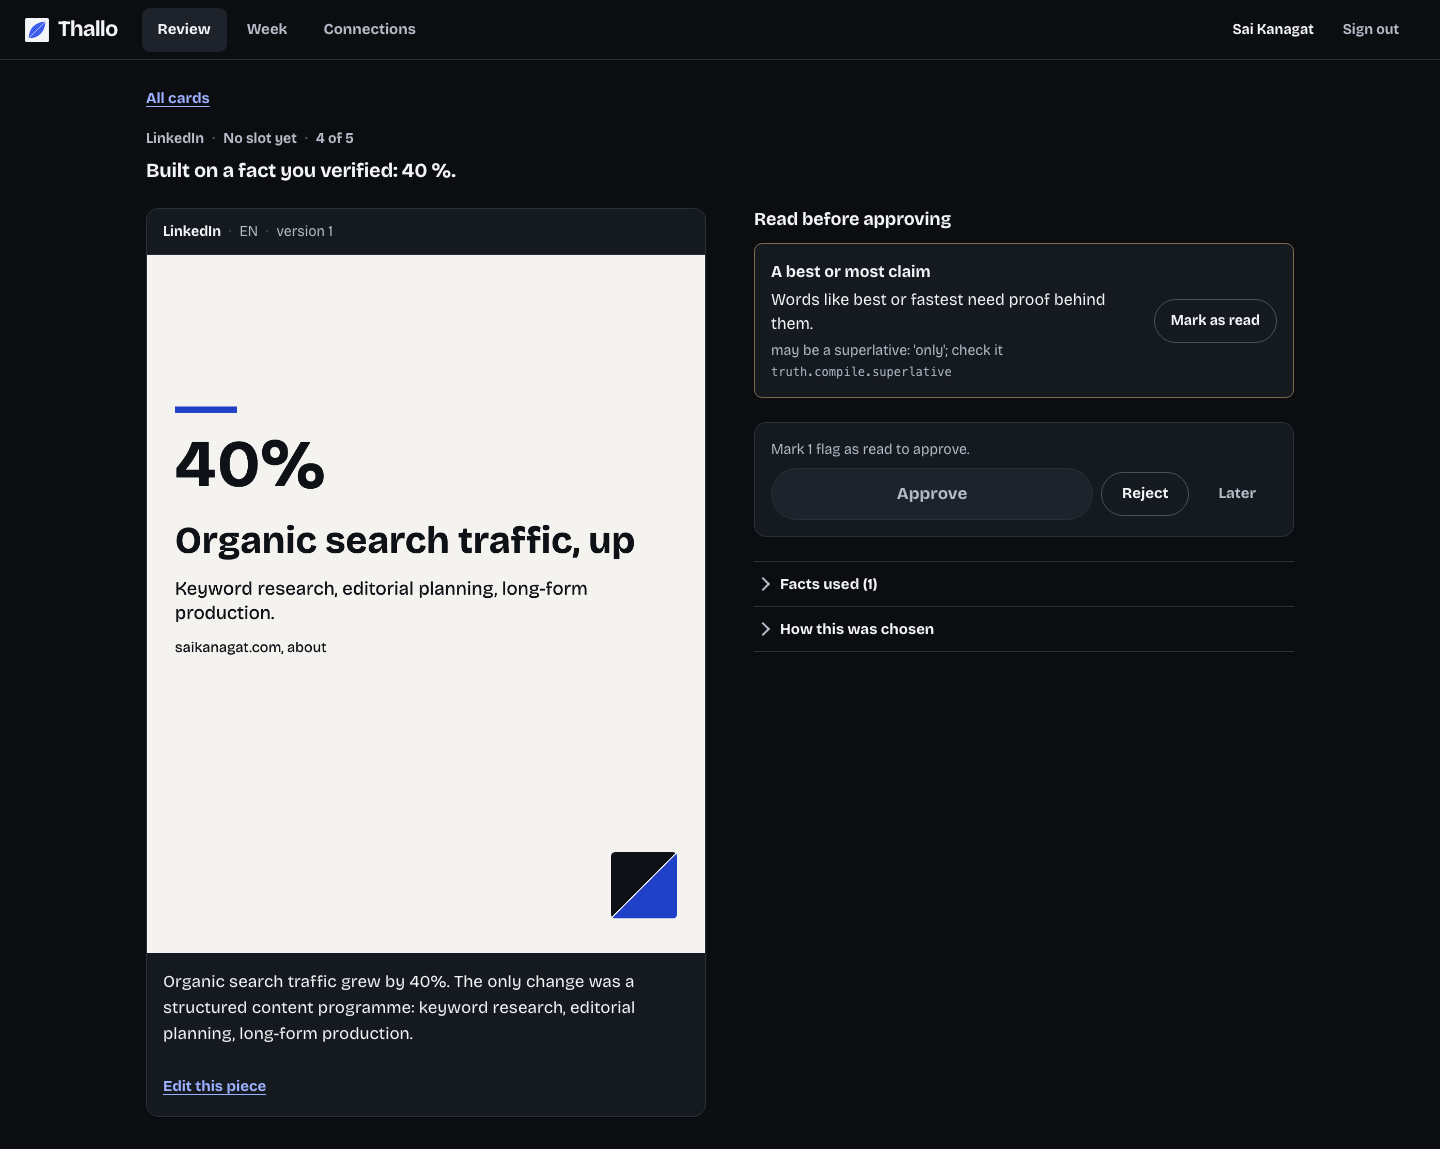 Thallo
Review
Week
Connections
Sai Kanagat
Sign out
All cards
LinkedIn · No slot yet · 4 of 5
Built on a fact you verified: 40 %.
LinkedIn · EN · version 1
40%
Organic search traffic, up
Keyword research, editorial planning, long-form
production.
saikanagat.com, about
Organic search traffic grew by 40%. The only change was a
structured content programme: keyword research, editorial
planning, long-form production.
Edit this piece
Read before approving
A best or most claim
Words like best or fastest need proof behind
them.
may be a superlative: 'only'; check it
truth.compile.superlative
Mark as read
Mark 1 flag as read to approve.
Approve
Reject
Later
Facts used (1)
How this was chosen